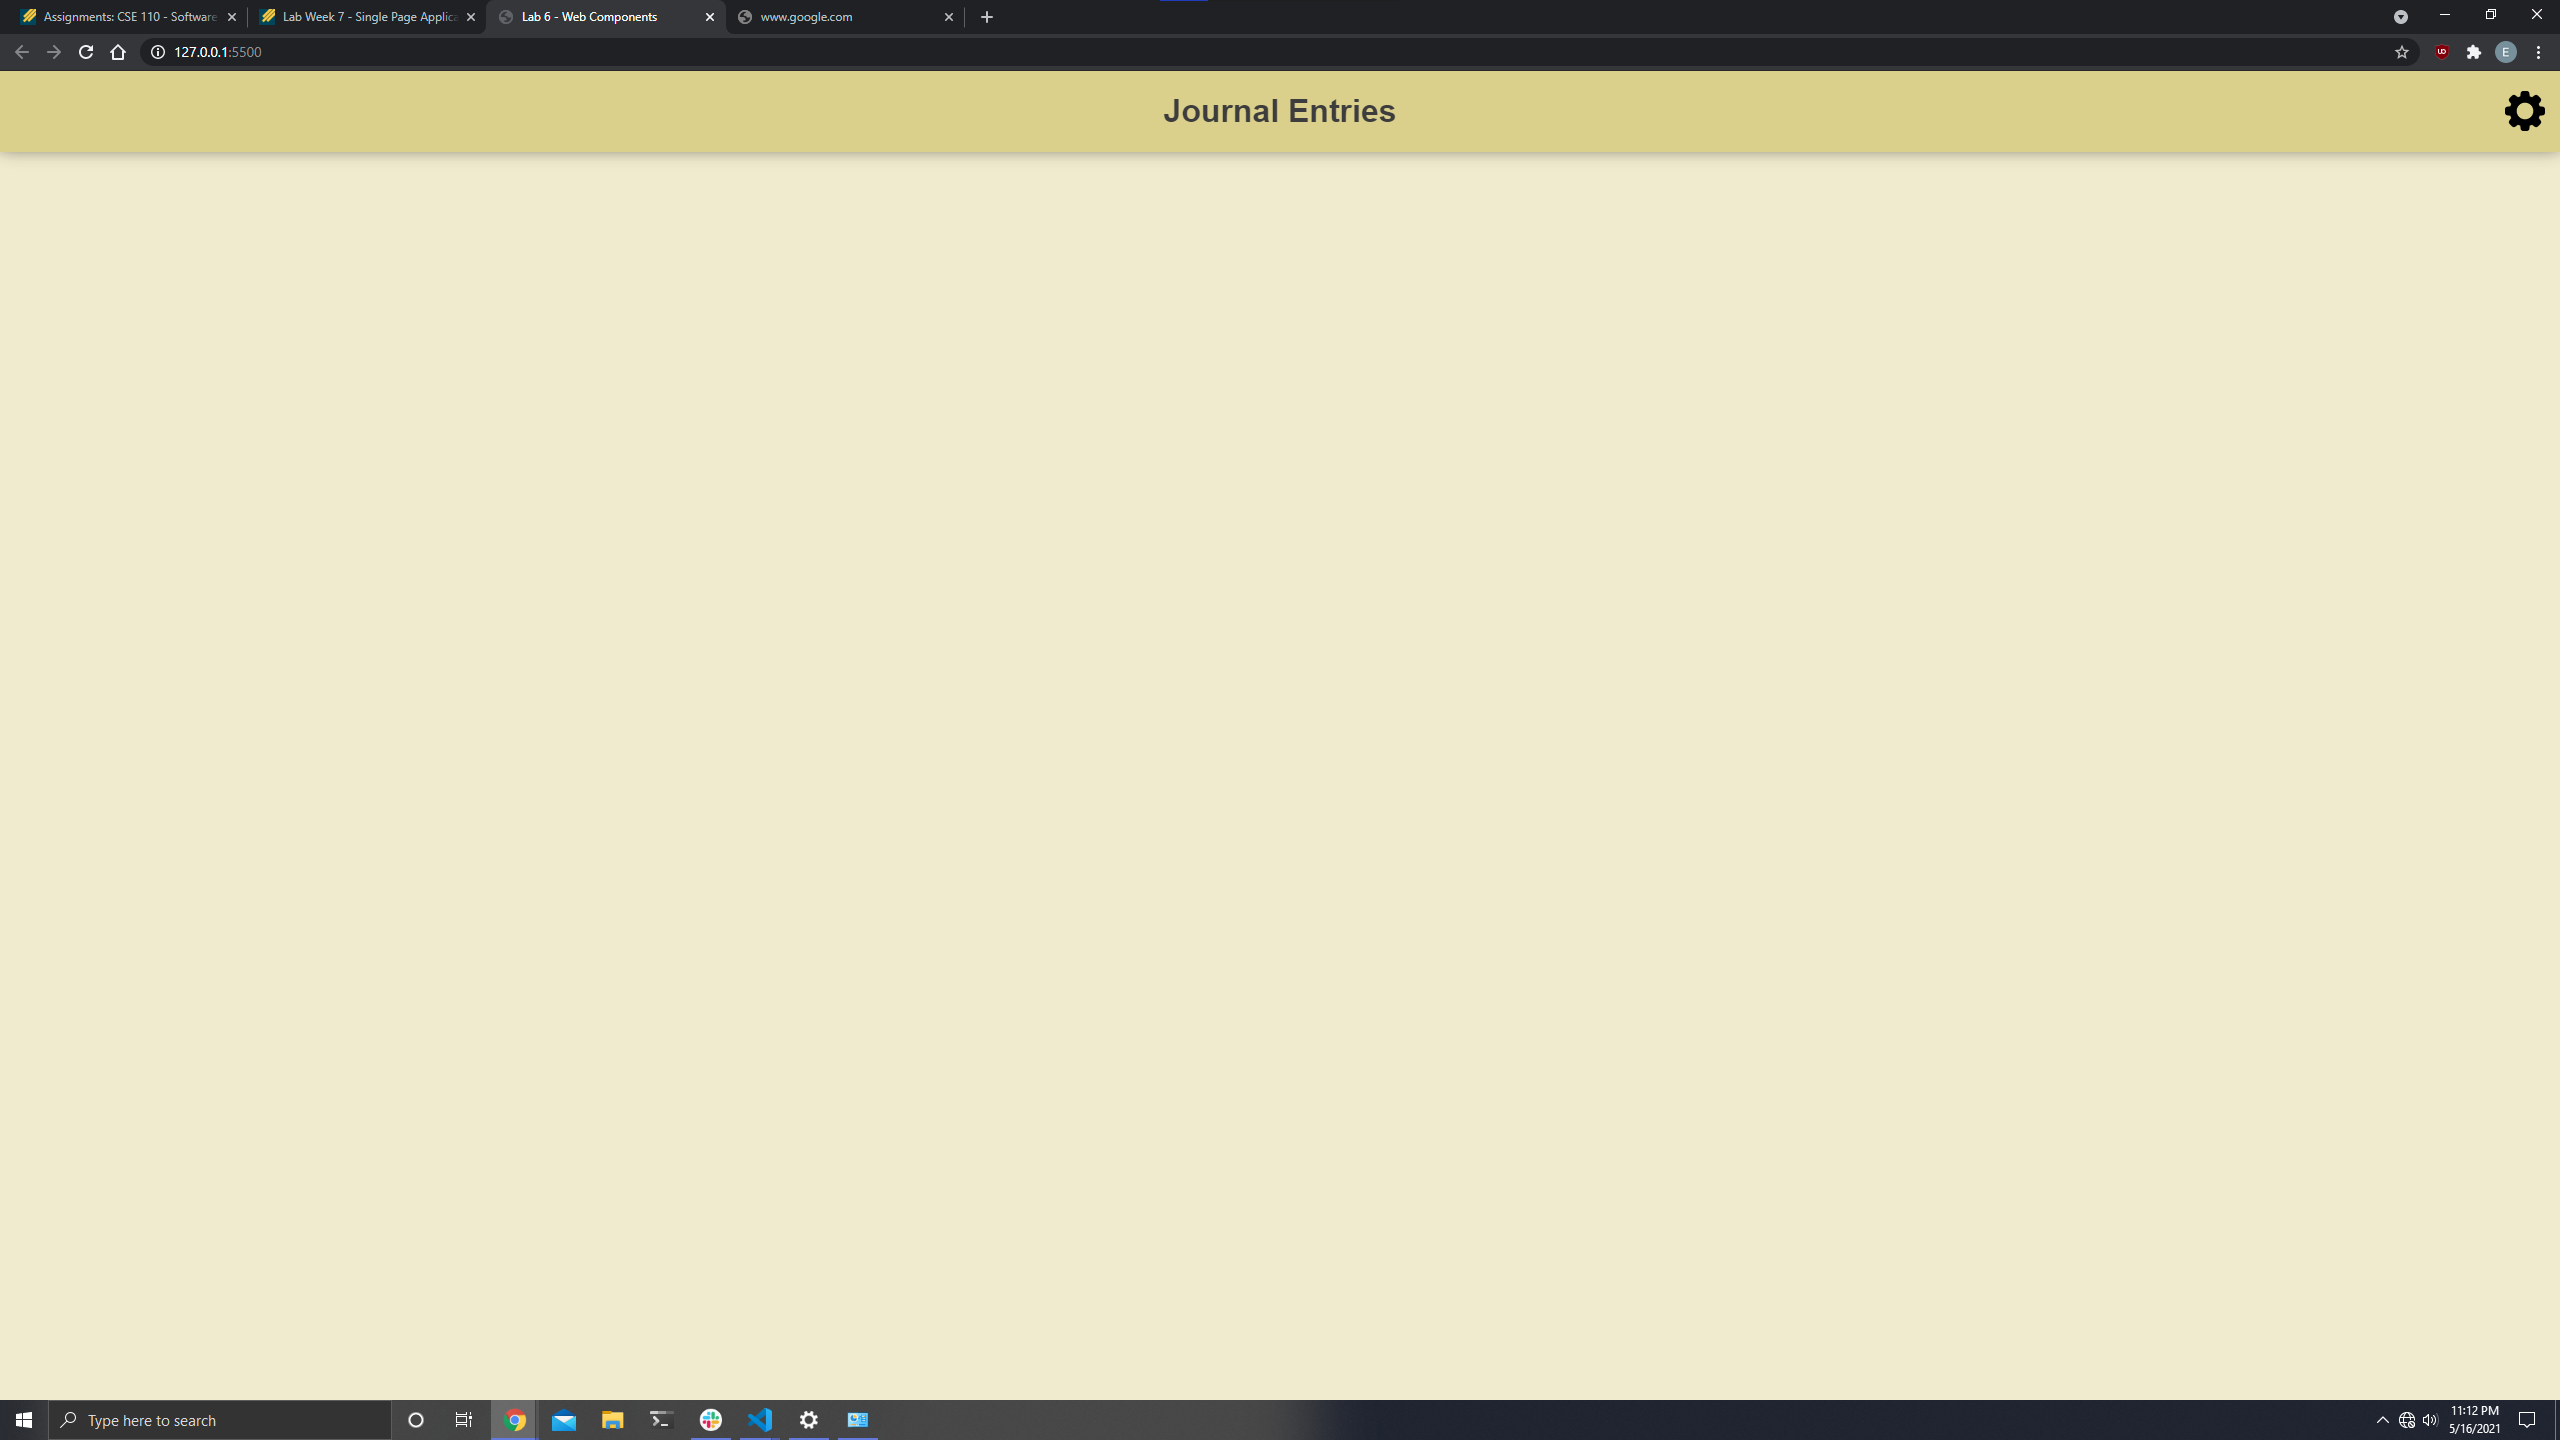 Assignments: CSE 110 - Software
Lab Week 7 - Single Page Applica
Lab 6 - Web Components
www.google.com
127.0.0.1:5500
E
Journal Entries
Type here to search
11:12 PM
5/16/2021